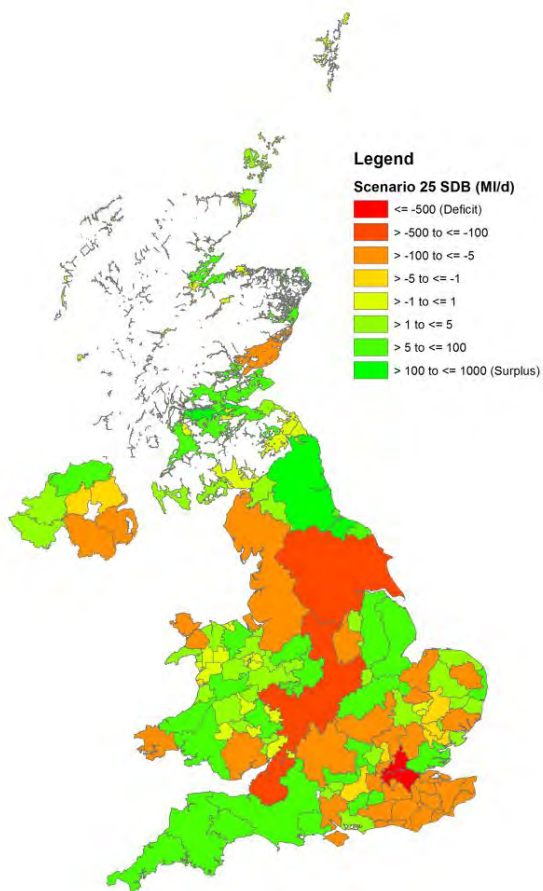 Legend
Scenario 25 SDB (Ml/d)
<= -500 (Deficit)
> -500 to <= -100
> -100 to <= -5
> -5 to <= -1
> -1 to <= 1
> 1 to <= 5
> 5 to <= 100
> 100 to <= 1000 (Surplus)